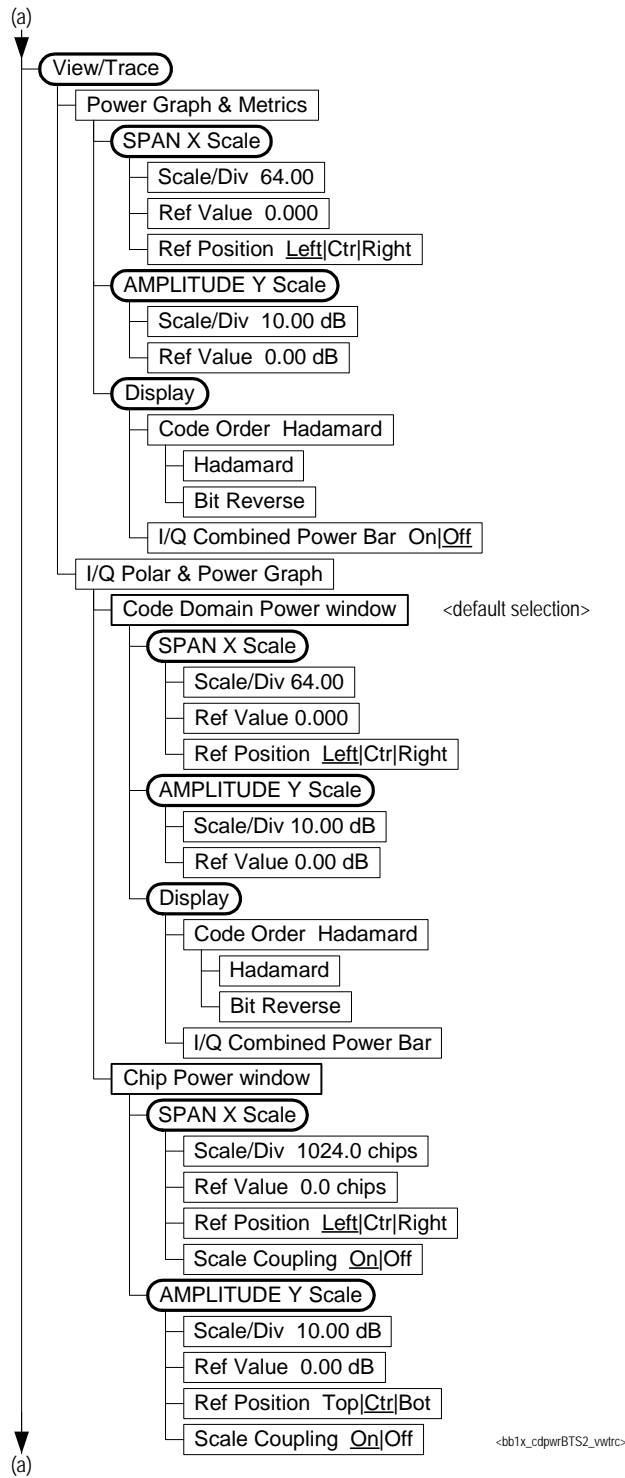 (a)
View/Trace
Power Graph & Metrics
SPAN X Scale
Scale/Div 64.00
Ref Value 0.000
Ref Position Left|Ctr|Right
AMPLITUDE Y Scale
Scale/Div 10.00 dB
Ref Value 0.00 dB
Display
Code Order Hadamard
Hadamard
Bit Reverse
I/Q Combined Power Bar On|Off
I/Q Polar & Power Graph
Code Domain Power window <default selection>
SPAN X Scale
Scale/Div 64.00
Ref Value 0.000
Ref Position Left|Ctr|Right
AMPLITUDE Y Scale
Scale/Div 10.00 dB
Ref Value 0.00 dB
Display
Code Order Hadamard
Hadamard
Bit Reverse
I/Q Combined Power Bar
Chip Power window
SPAN X Scale
Scale/Div 1024.0 chips
Ref Value 0.0 chips
Ref Position Left|Ctr|Right
Scale Coupling On|Off
AMPLITUDE Y Scale
Scale/Div 10.00 dB
Ref Value 0.00 dB
Ref Position Top|Ctr|Bot
Scale Coupling On|Off <bb1x_cdpwrBTS2_vwtrc>
(a)